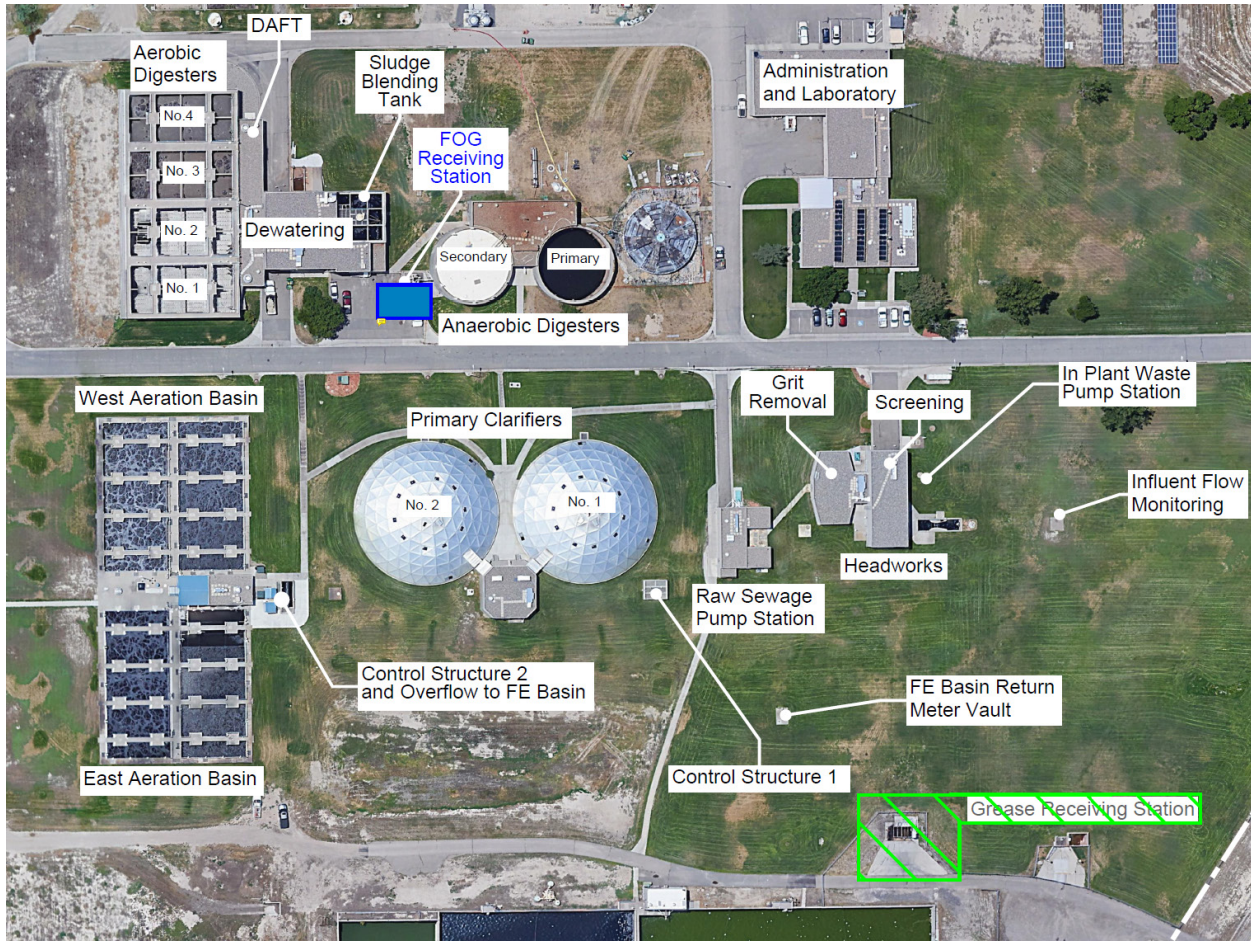 DAFT
Aerobic
Digesters
No.4
No. 3
No. 2
No. 1
Sludge
Blending
Tank
FOG
Receiving
Station
Dewatering
Secondary
Primary
Anaerobic Digesters
Administration
and Laboratory
West Aeration Basin
Primary Clarifiers
No. 2
No. 1
Grit
Removal
Screening
In Plant Waste
Pump Station
Influent Flow
Monitoring
Headworks
Raw Sewage
Pump Station
Control Structure 2
and Overflow to FE Basin
FE Basin Return
Meter Vault
East Aeration Basin
Control Structure 1
Grease Receiving Station